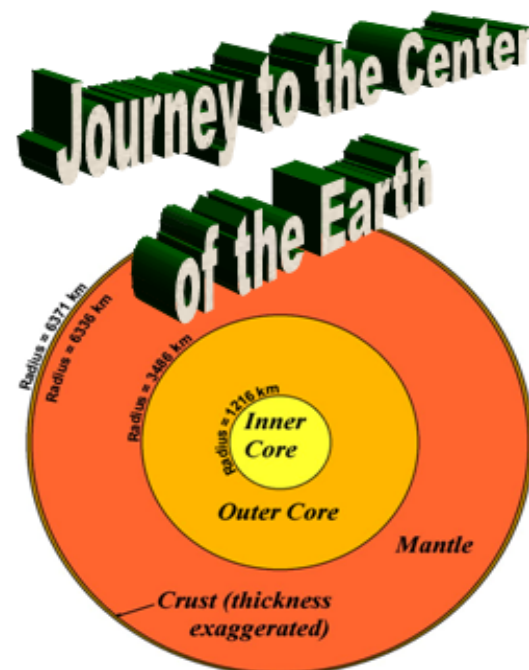 Journey to the Center
of the Earth
Radius = 6371 km
Radius = 6336 km
Radius = 3486 km
Radius = 1216 km
Inner
Core
Outer Core
Mantle
Crust (thickness
exaggerated)